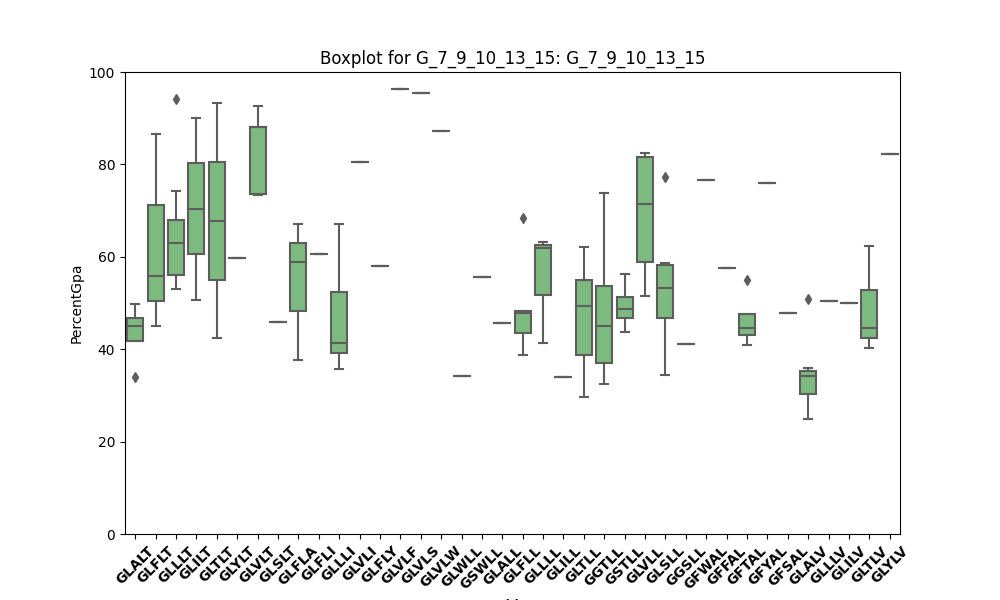 Boxplot for G_7_9_10_13_15: G_7_9_10_13_15
PercentGpa
100
80
60
40
20
0
GLALT
GLFLT
GLLLT
GLILT
GLTLT
GLYLT
GLVLT
GLSLT
GLFLA
GLFLI
GLLLI
GLVLI
GLFLY
GLVLF
GLVLS
GLVLW
GLWLL
GSWLL
GLALL
GLFLL
GLLLL
GLILL
GLTLL
GGTLL
GSTLL
GLVLL
GLSLL
GGSLL
GFWAL
GFFAL
GFTAL
GFYAL
GFSAL
GLALV
GLLLV
GLILV
GLTLV
GLYLV